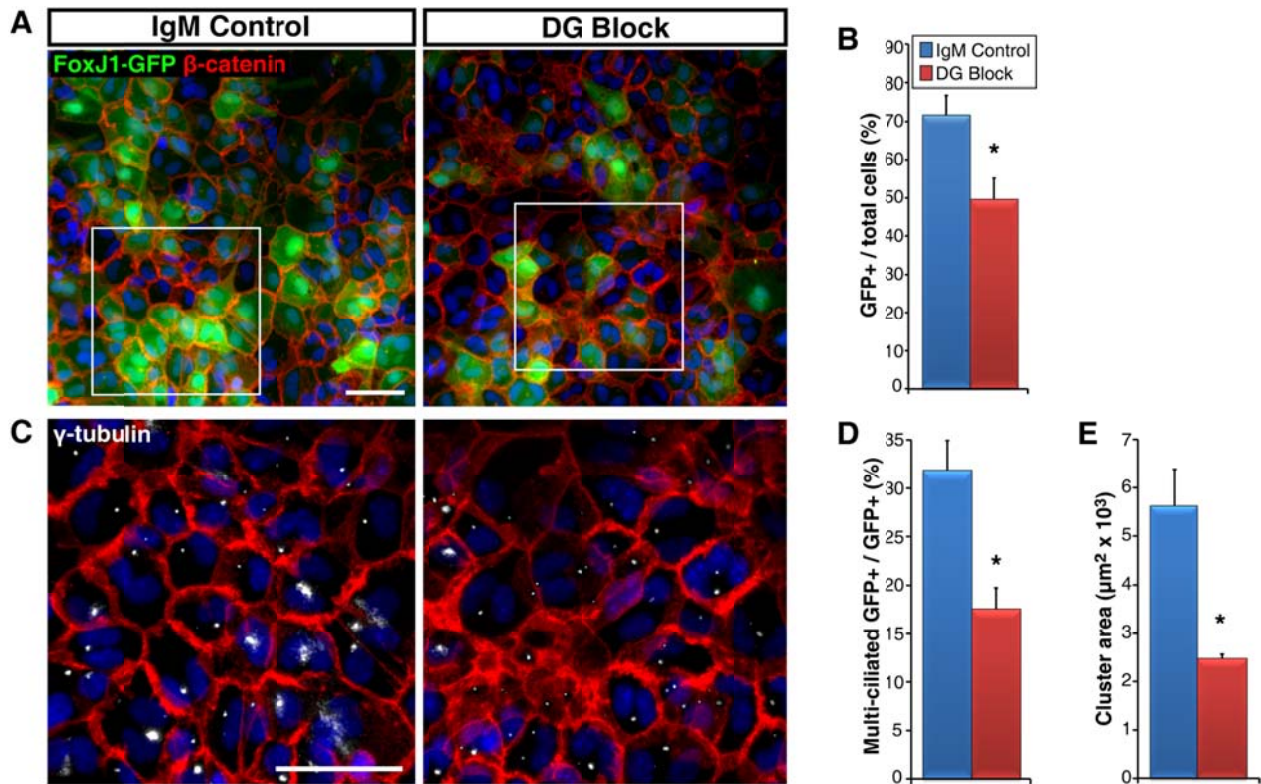 A
IgM Control
DG Block
FoxJ1-GFP β-catenin
B
IgM Control
DG Block
GFP+ / total cells (%)
90
80
70
60
50
40
30
20
10
0
*
C
γ-tubulin
D
Multi-ciliated GFP+ / GFP+ (%)
35
30
25
20
15
10
5
0
*
E
Cluster area (µm² x 10³)
7
6
5
4
3
2
1
0
*